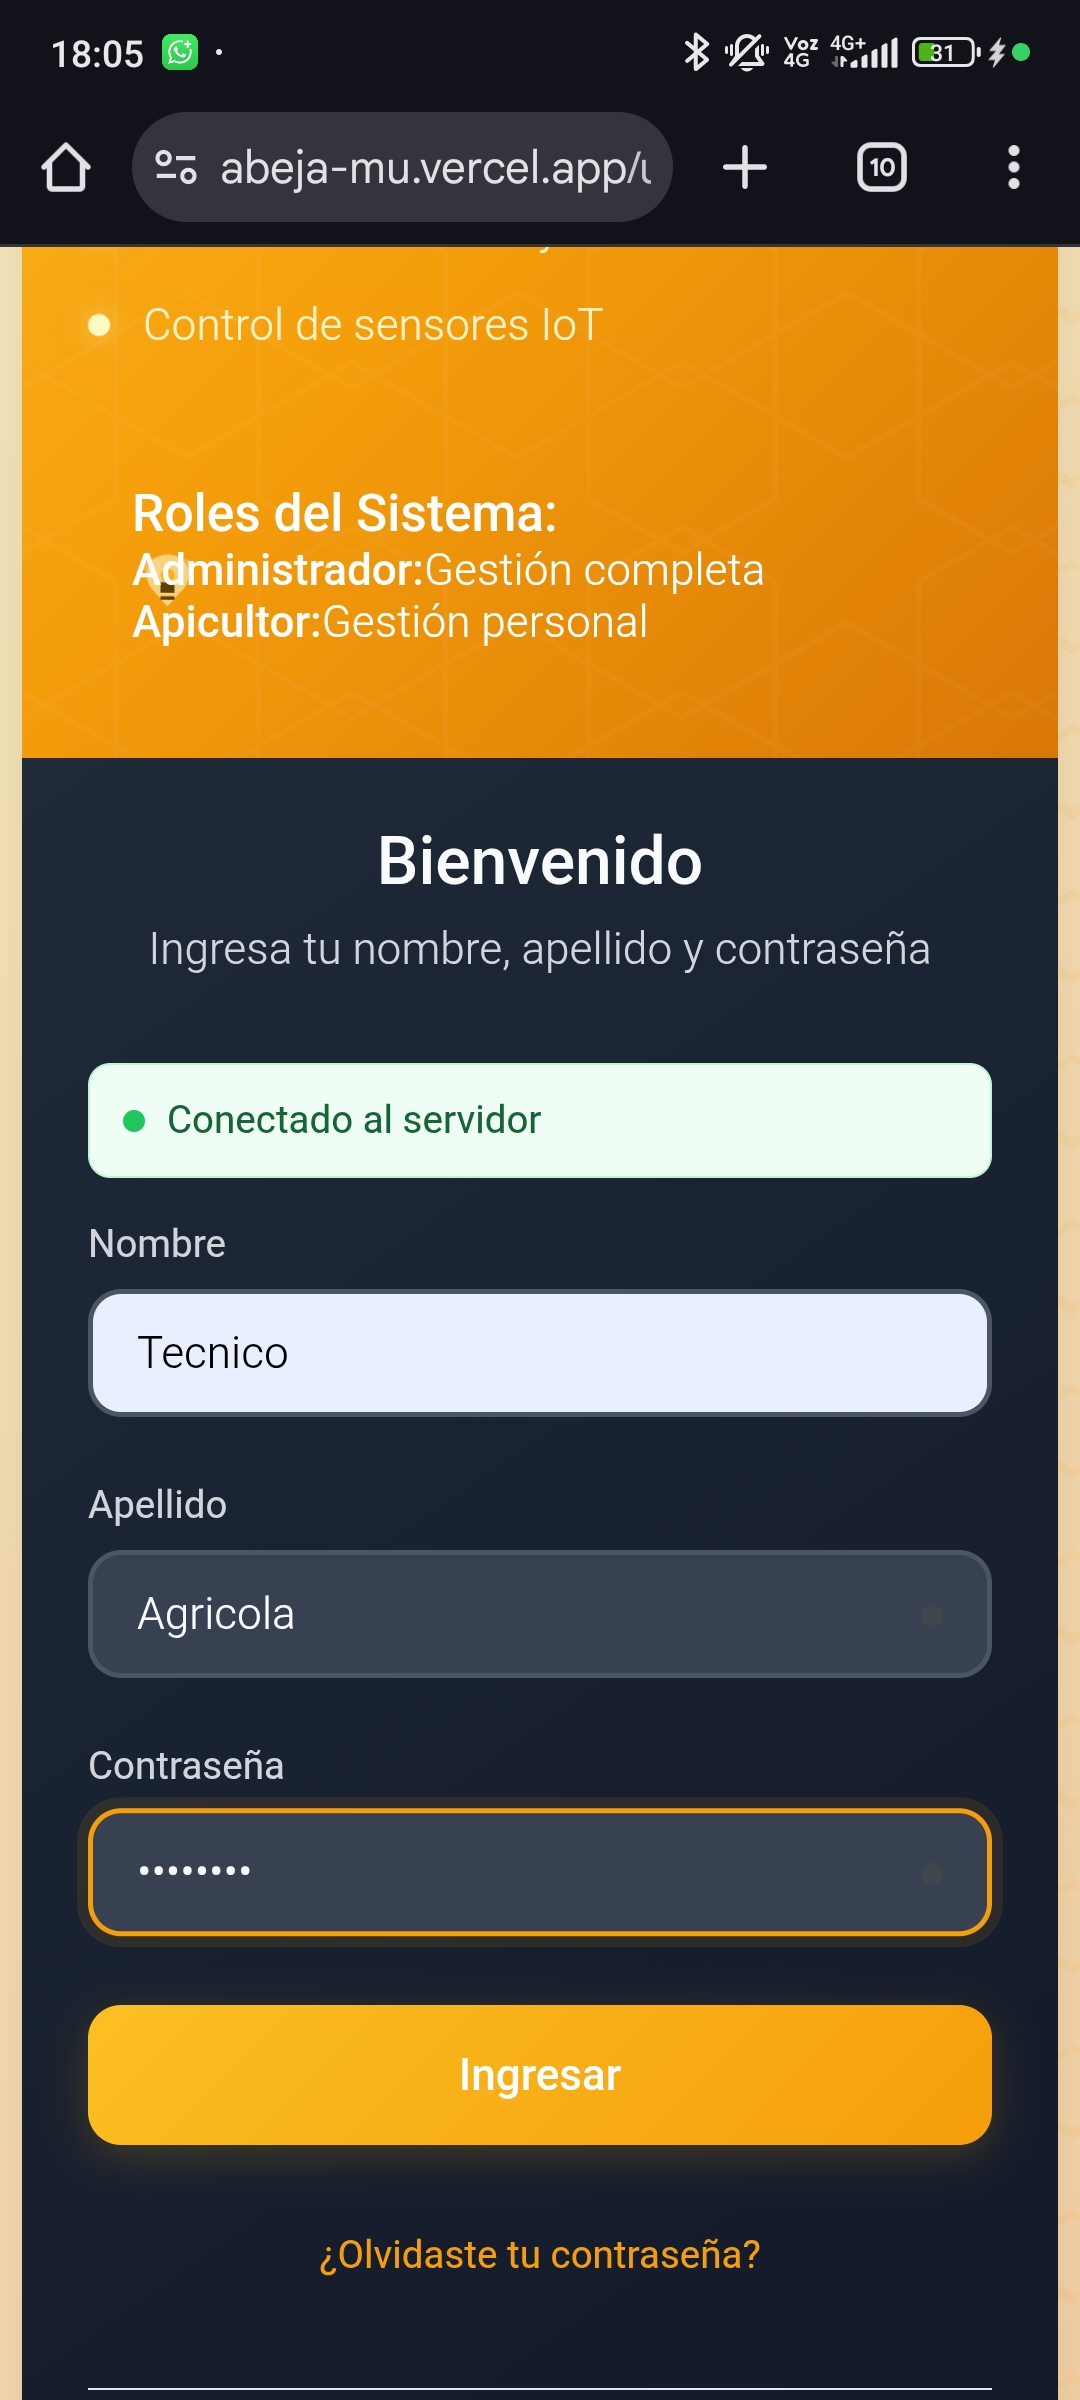 18:05
Voz
4G
4G+
31
abeja-mu.vercel.app/
10
Control de sensores IoT
Roles del Sistema:
Administrador:Gestión completa
Apicultor:Gestión personal
Bienvenido
Ingresa tu nombre, apellido y contraseña
Conectado al servidor
Nombre
Tecnico
Apellido
Agricola
Contraseña
••••••••
Ingresar
¿Olvidaste tu contraseña?